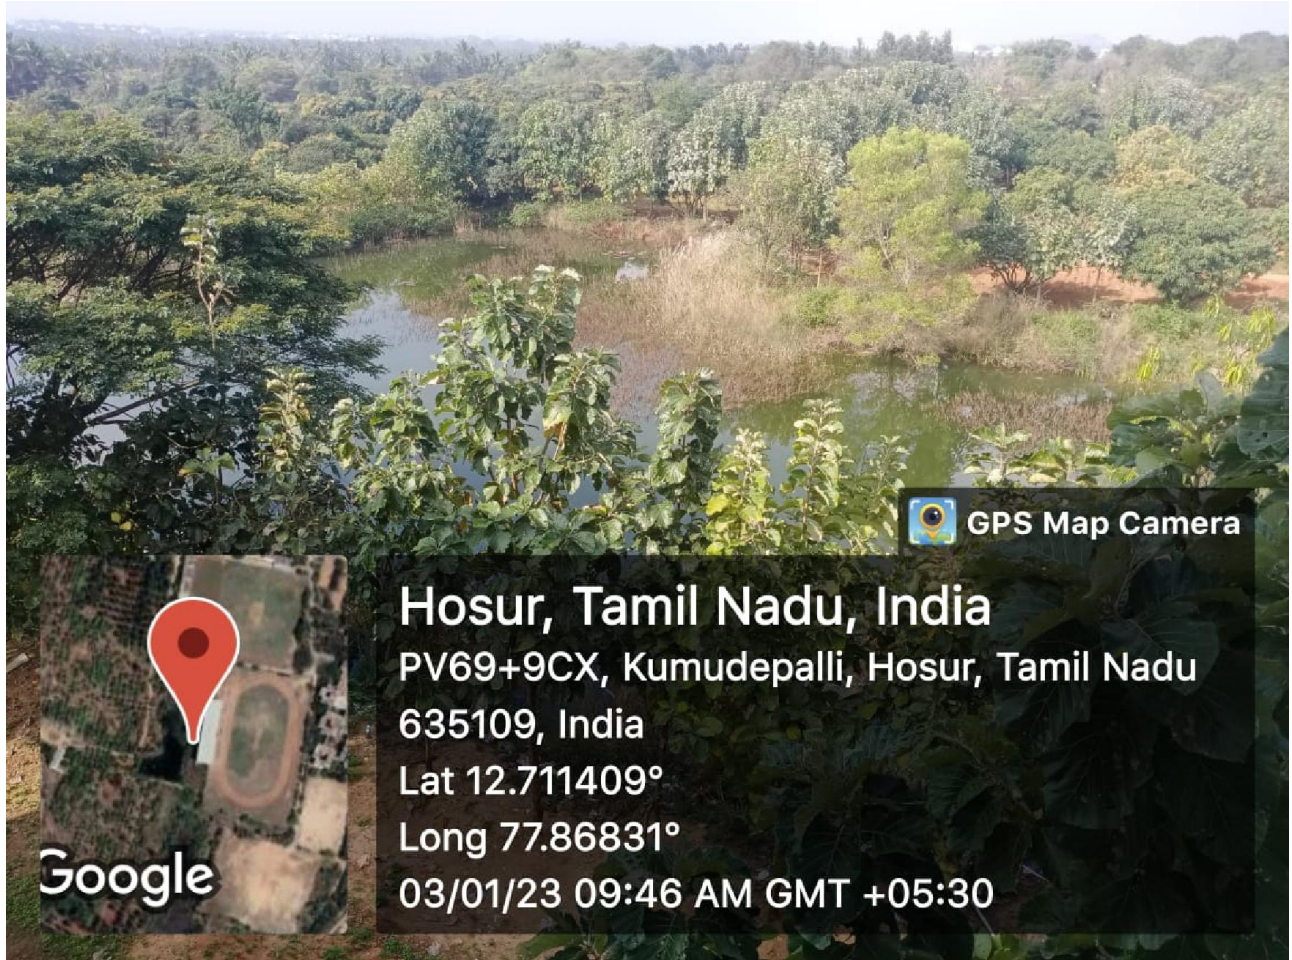 GPS Map Camera
Hosur, Tamil Nadu, India
PV69+9CX, Kumudepalli, Hosur, Tamil Nadu
635109, India
Lat 12.711409°
Long 77.86831°
03/01/23 09:46 AM GMT +05:30
Google